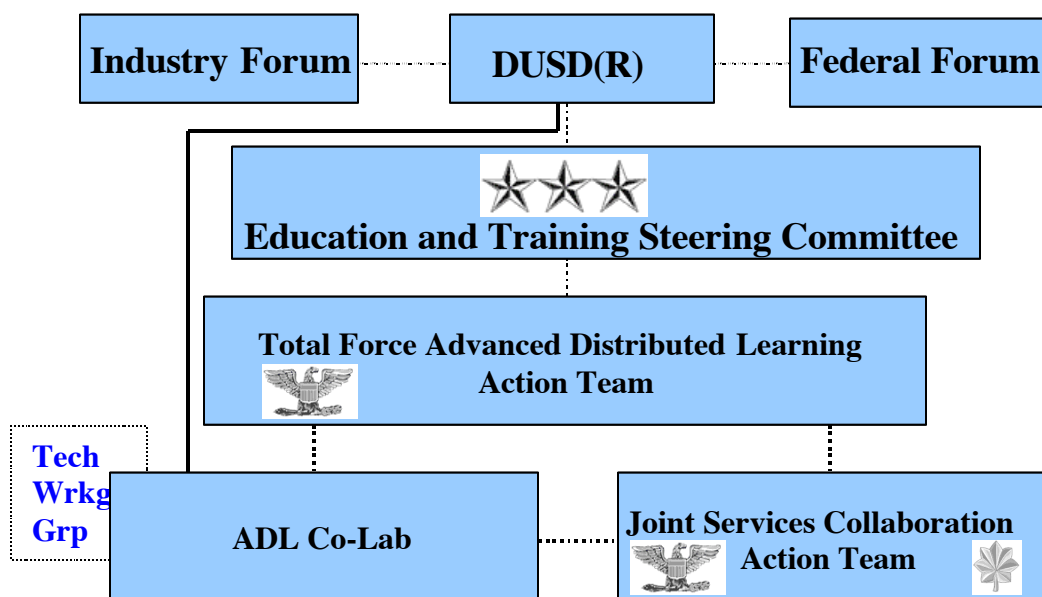 Industry Forum
DUSD(R)
Federal Forum
Education and Training Steering Committee
Total Force Advanced Distributed Learning
Action Team
Tech
Wrkg
Grp
ADL Co-Lab
Joint Services Collaboration
Action Team